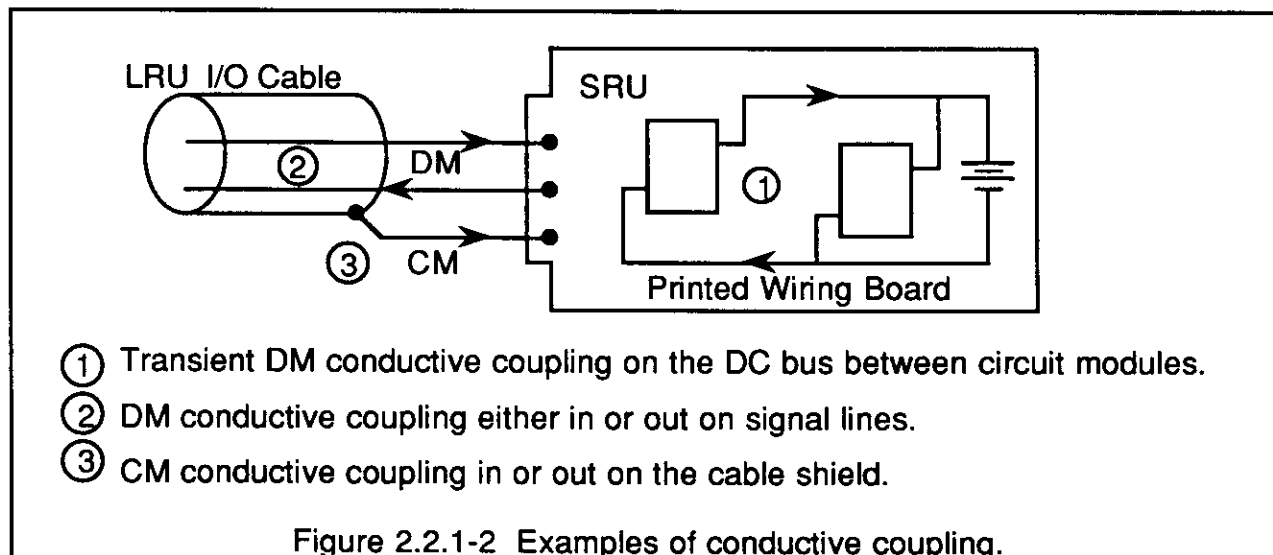 LRU I/O Cable
SRU
DM
②
①
③
CM
Printed Wiring Board
① Transient DM conductive coupling on the DC bus between circuit modules.
② DM conductive coupling either in or out on signal lines.
③ CM conductive coupling in or out on the cable shield.
Figure 2.2.1-2 Examples of conductive coupling.